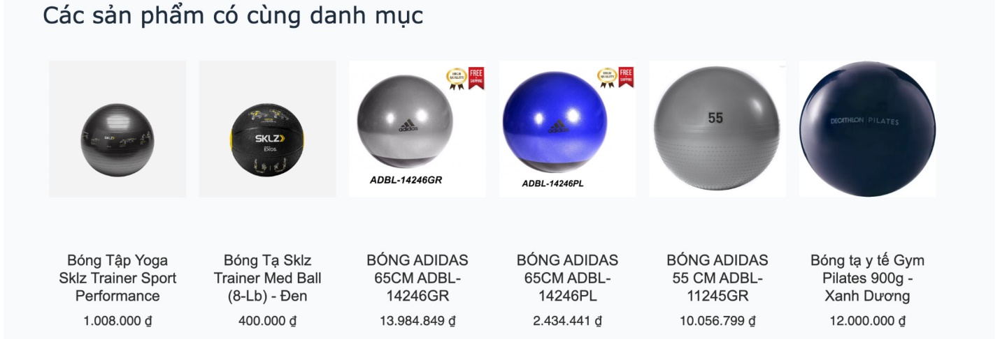 Các sản phẩm có cùng danh mục
SKLZ
SKLZ
EXOS
HIGH
QUALITY
FREE
SHIPPING
adidas
ADBL-14246GR
HIGH
QUALITY
FREE
SHIPPING
adidas
ADBL-14246PL
55
DECATHLON PILATES
Bóng Tập Yoga
Sklz Trainer Sport
Performance
1.008.000 ₫
Bóng Tạ Sklz
Trainer Med Ball
(8-Lb) - Đen
400.000 ₫
BÓNG ADIDAS
65CM ADBL-
14246GR
13.984.849 ₫
BÓNG ADIDAS
65CM ADBL-
14246PL
2.434.441 ₫
BÓNG ADIDAS
55 CM ADBL-
11245GR
10.056.799 ₫
Bóng tạ y tế Gym
Pilates 900g -
Xanh Dương
12.000.000 ₫